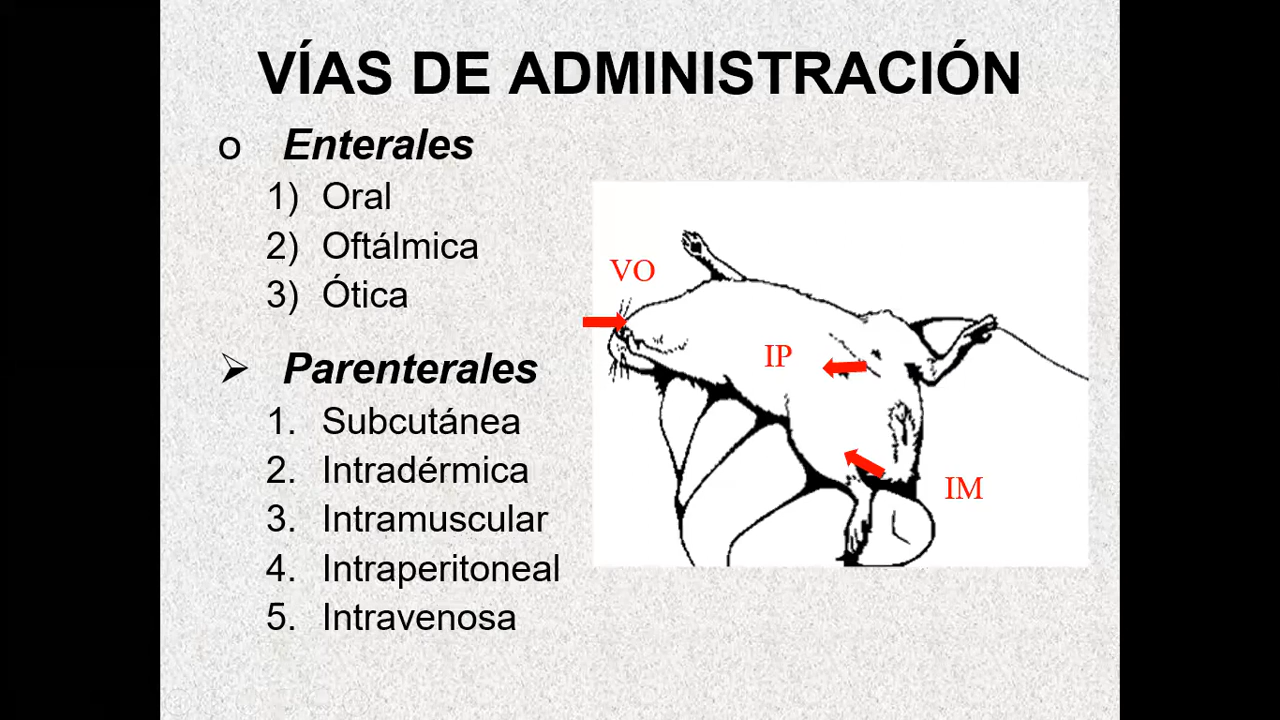 VÍAS DE ADMINISTRACIÓN
o Enterales
1) Oral
2) Oftálmica
3) Ótica
➢ Parenterales
1. Subcutánea
2. Intradérmica
3. Intramuscular
4. Intraperitoneal
5. Intravenosa
VO
IP
IM